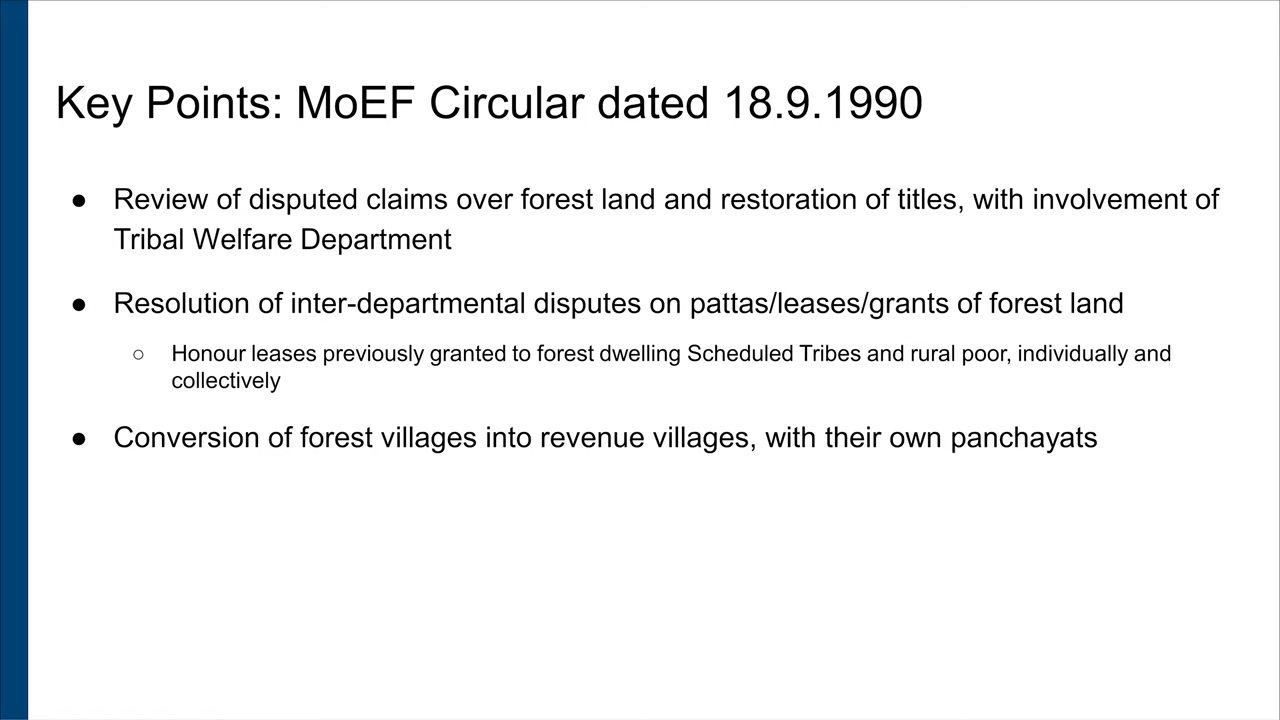 Key Points: MoEF Circular dated 18.9.1990
● Review of disputed claims over forest land and restoration of titles, with involvement of
Tribal Welfare Department
● Resolution of inter-departmental disputes on pattas/leases/grants of forest land
○ Honour leases previously granted to forest dwelling Scheduled Tribes and rural poor, individually and
collectively
● Conversion of forest villages into revenue villages, with their own panchayats